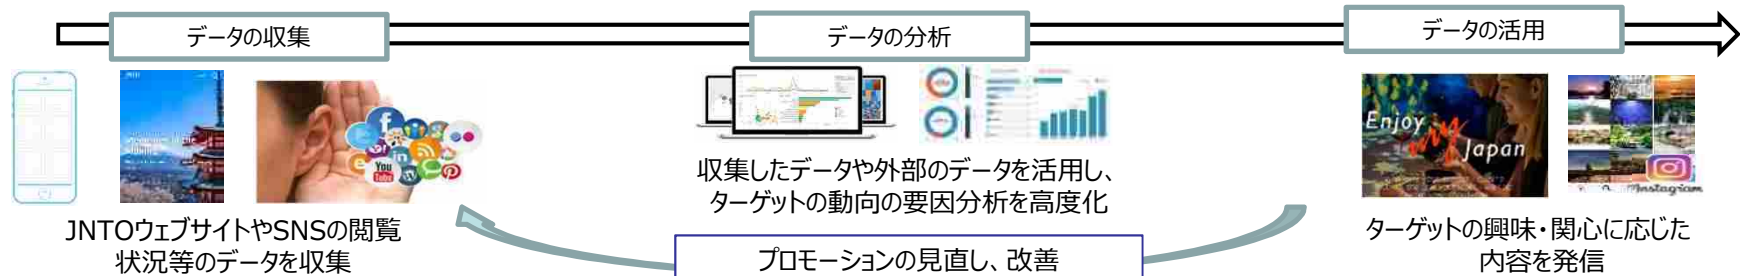 データの収集
データの分析
データの活用
Enjoy my Japan
You Tube
Instagram
収集したデータや外部のデータを活用し、
ターゲットの動向の要因分析を高度化
JNTOウェブサイトやSNSの閲覧
状況等のデータを収集
ターゲットの興味・関心に応じた
内容を発信
プロモーションの見直し、改善